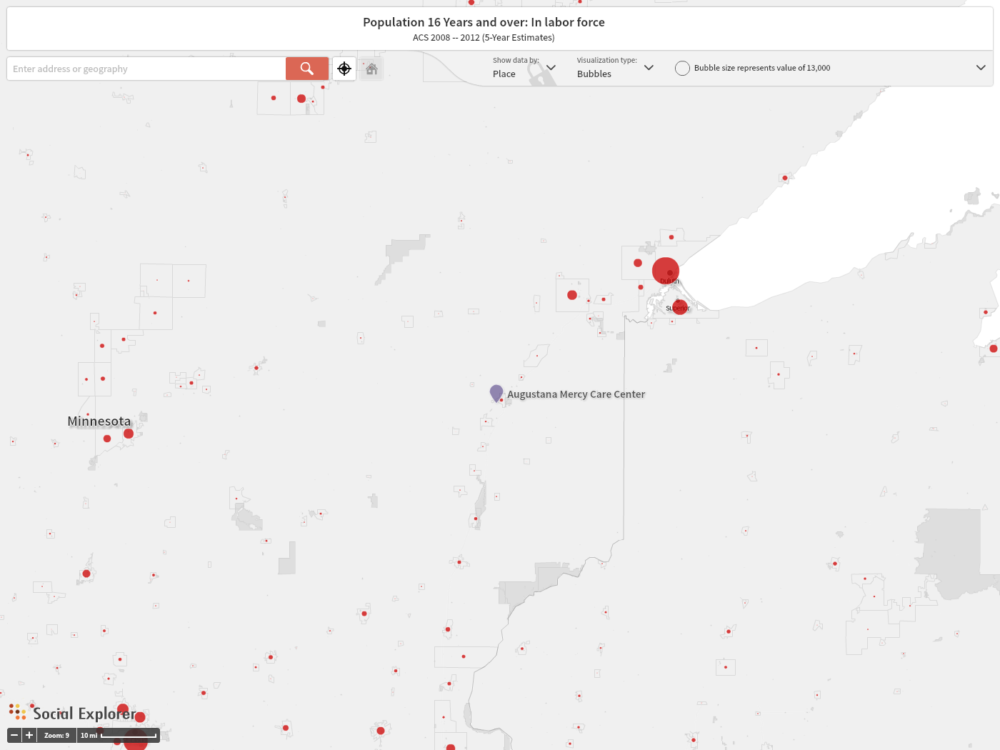 Population 16 Years and over: In labor force
ACS 2008 -- 2012 (5-Year Estimates)
Enter address or geography
Show data by:
Place
Visualization type:
Bubbles
Bubble size represents value of 13,000
Duluth
Superior
Augustana Mercy Care Center
Minnesota
Social Explorer
Zoom: 9
10 mi